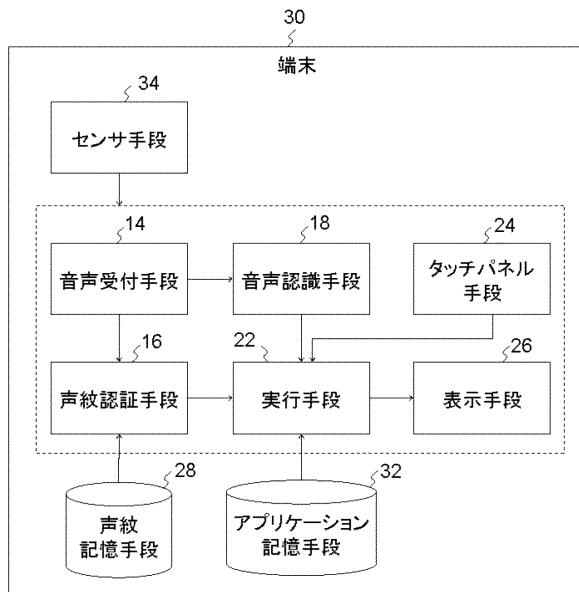 30
端末
34
センサ手段
14
音声受付手段
18
音声認識手段
24
タッチパネル
手段
16
声紋認証手段
22
実行手段
26
表示手段
28
声紋
記憶手段
32
アプリケーション
記憶手段